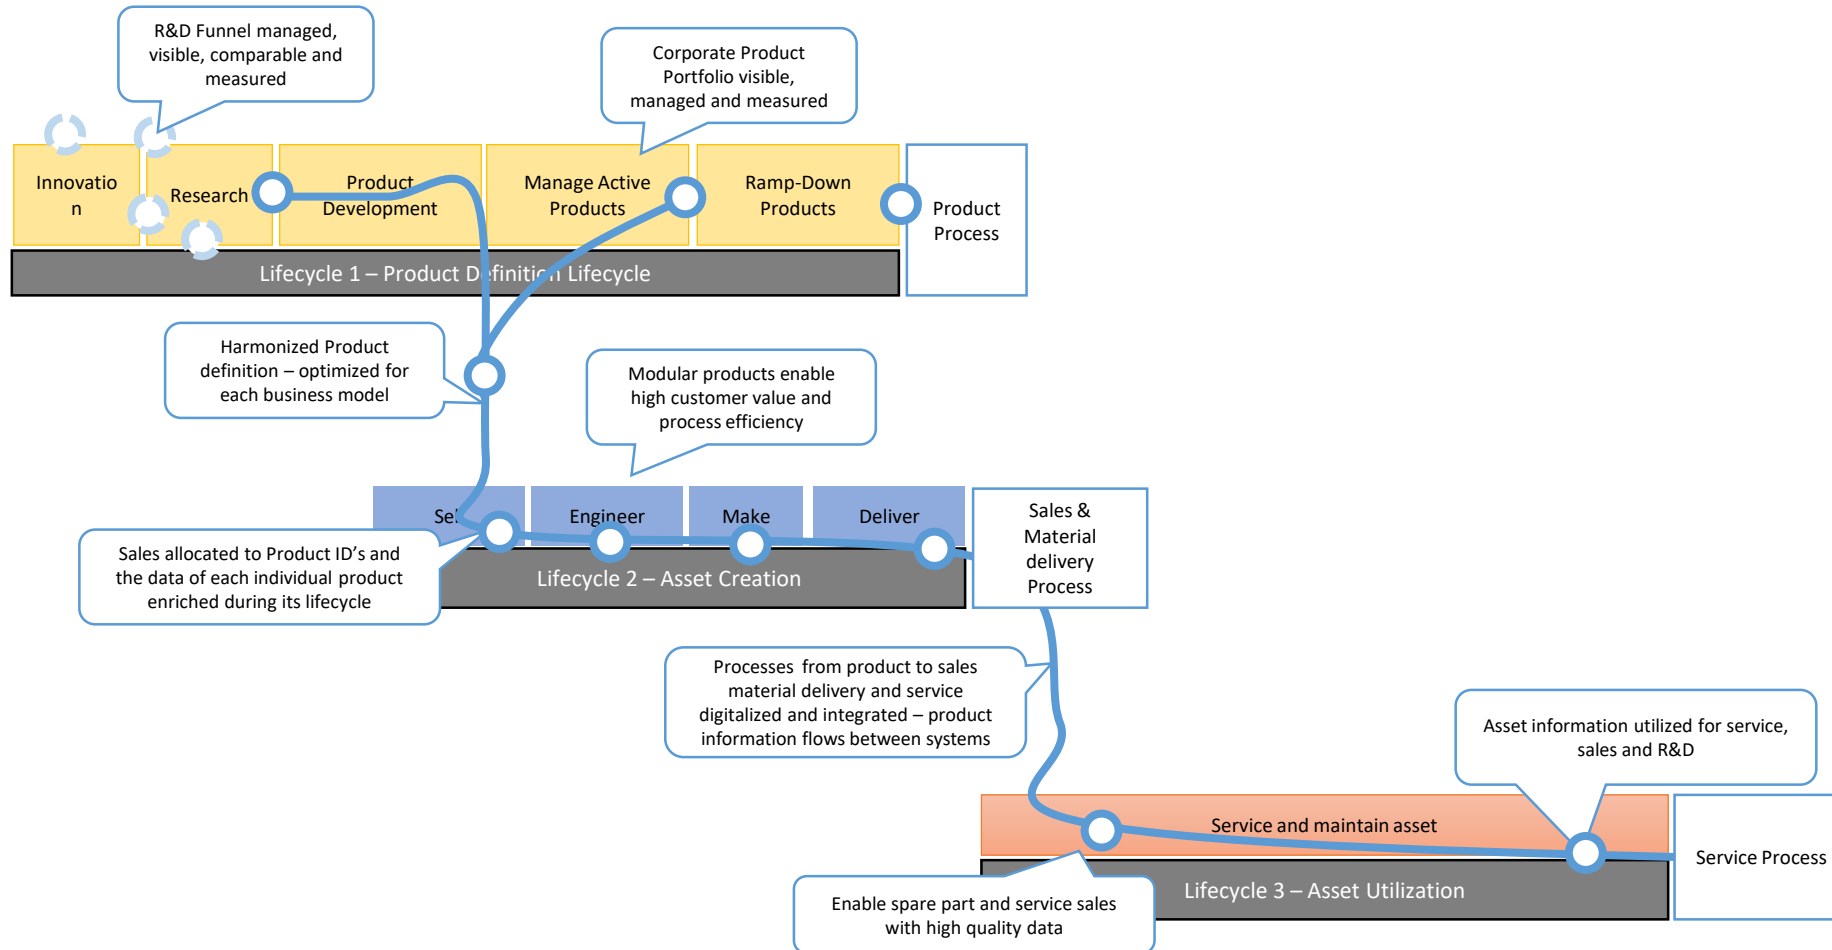 R&D Funnel managed,
visible, comparable and
measured
Corporate Product
Portfolio visible,
managed and measured
Innovatio
n
Research
Product
Development
Manage Active
Products
Ramp-Down
Products
Product
Process
Lifecycle 1 – Product Definition Lifecycle
Harmonized Product
definition – optimized for
each business model
Modular products enable
high customer value and
process efficiency
Sell
Engineer
Make
Deliver
Sales &
Material
delivery
Process
Sales allocated to Product ID's and
the data of each individual product
enriched during its lifecycle
Lifecycle 2 – Asset Creation
Processes from product to sales
material delivery and service
digitalized and integrated – product
information flows between systems
Asset information utilized for service,
sales and R&D
Service and maintain asset
Service Process
Lifecycle 3 – Asset Utilization
Enable spare part and service sales
with high quality data